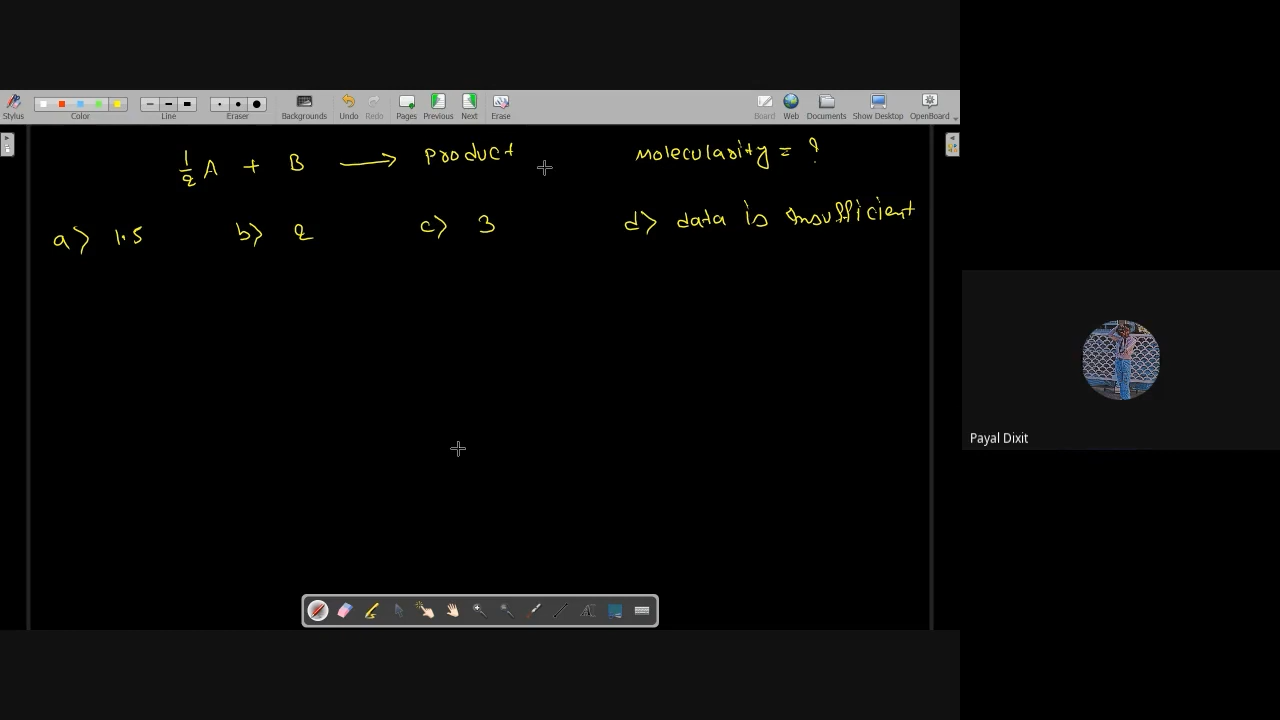 Stylus Color Line Eraser Backgrounds Undo Redo Pages Previous Next Erase Board Web Documents Show Desktop OpenBoard
1/2 A + B → Product Molecularity = ?
a> 1.5 b> 2 c> 3 d> data is insufficient
Payal Dixit